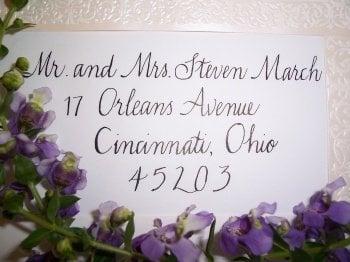 Mr. and Mrs. Steven March
17 Orleans Avenue
Cincinnati, Ohio
45203